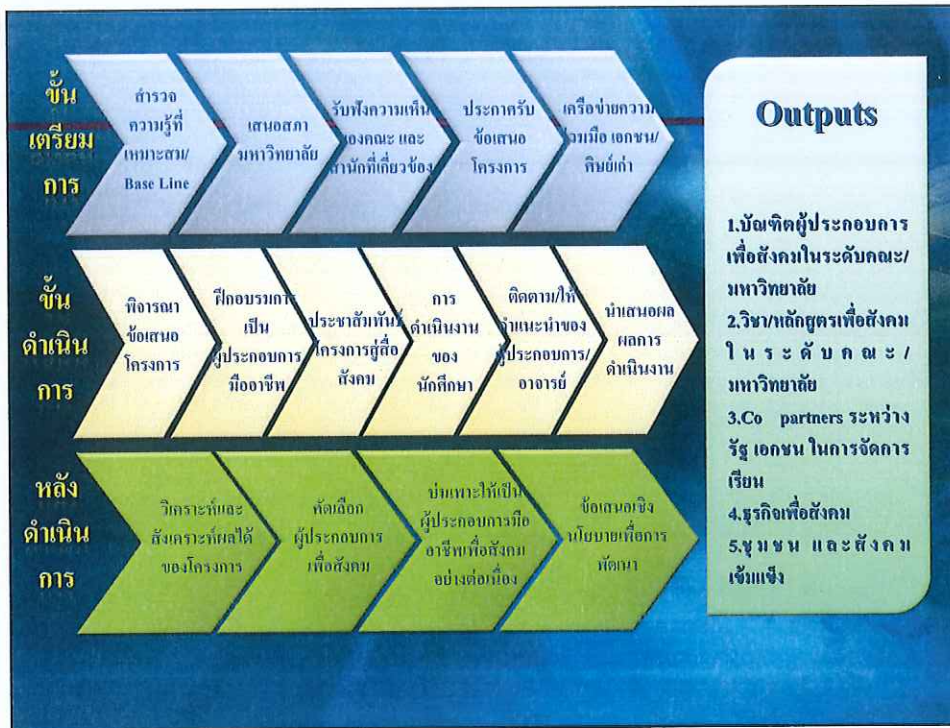 ขั้น
เตรียม
การ
สำรวจ
ความรู้ที่
เหมาะสม/
Base Line
เสนอสภา
มหาวิทยาลัย
รับฟังความเห็น
ของคณะ และ
สำนักที่เกี่ยวข้อง
ประกาศรับ
ข้อเสนอ
โครงการ
เครือข่ายความ
ร่วมมือ เอกชน/
ศิษย์เก่า
ขั้น
ดำเนิน
การ
พิจารณา
ข้อเสนอ
โครงการ
ฝึกอบรมการ
เป็น
ผู้ประกอบการ
มืออาชีพ
ประชาสัมพันธ์
โครงการสู่สื่อ
สังคม
การ
ดำเนินงาน
ของ
นักศึกษา
ติดตาม/ให้
คำแนะนำของ
ผู้ประกอบการ/
อาจารย์
นำเสนอผล
ผลการ
ดำเนินงาน
หลัง
ดำเนิน
การ
วิเคราะห์และ
สังเคราะห์ผลได้
ของโครงการ
คัดเลือก
ผู้ประกอบการ
เพื่อสังคม
บ่มเพาะให้เป็น
ผู้ประกอบการมือ
อาชีพเพื่อสังคม
อย่างต่อเนื่อง
ข้อเสนอเชิง
นโยบายเพื่อการ
พัฒนา
Outputs
1.บัณฑิตผู้ประกอบการ
เพื่อสังคมในระดับคณะ/
มหาวิทยาลัย
2.วิชา/หลักสูตรเพื่อสังคม
ในระดับคณะ/
มหาวิทยาลัย
3.Co partners ระหว่าง
รัฐ เอกชน ในการจัดการ
เรียน
4.ธุรกิจเพื่อสังคม
5.ชุมชน และสังคม
เข้มแข็ง